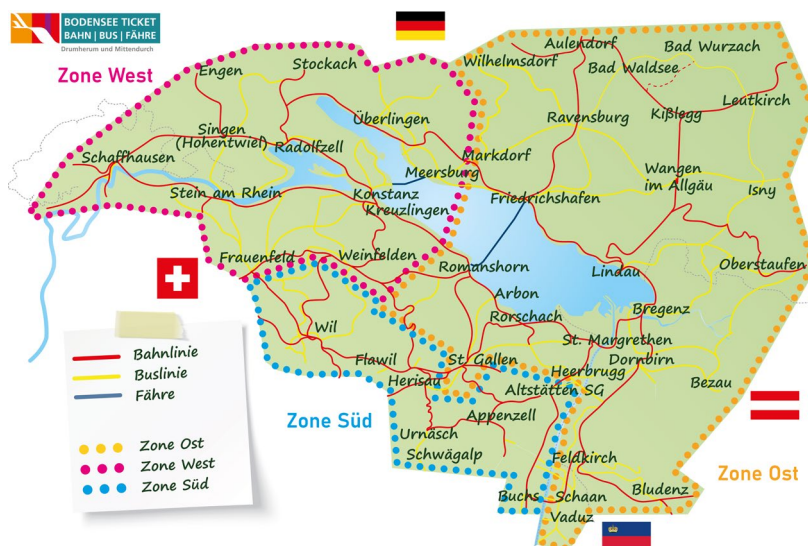 BODENSEE TICKET
BAHN | BUS | FÄHRE
Drumherum und Mittendurch
Zone West
Engen
Stockach
Wilhelmsdorf
Aulendorf
Bad Wurzach
Bad Waldsee
Leutkirch
Kißlegg
Ravensburg
Überlingen
Singen
(Hohentwiel)
Radolfzell
Schaffhausen
Markdorf
Meersburg
Wangen
im Allgäu
Isny
Stein am Rhein
Konstanz
Kreuzlingen
Friedrichshafen
Frauenfeld
Weinfelden
Romanshorn
Lindau
Oberstaufen
Arbon
Bregenz
Rorschach
Wil
St. Margrethen
Dornbirn
Flawil
St. Gallen
Heerbrugg
Bezau
Herisau
Altstätten SG
Appenzell
Zone Süd
Urnäsch
Schwägalp
Feldkirch
Zone Ost
Buchs
Schaan
Bludenz
Vaduz
Bahnlinie
Buslinie
Fähre
Zone Ost
Zone West
Zone Süd